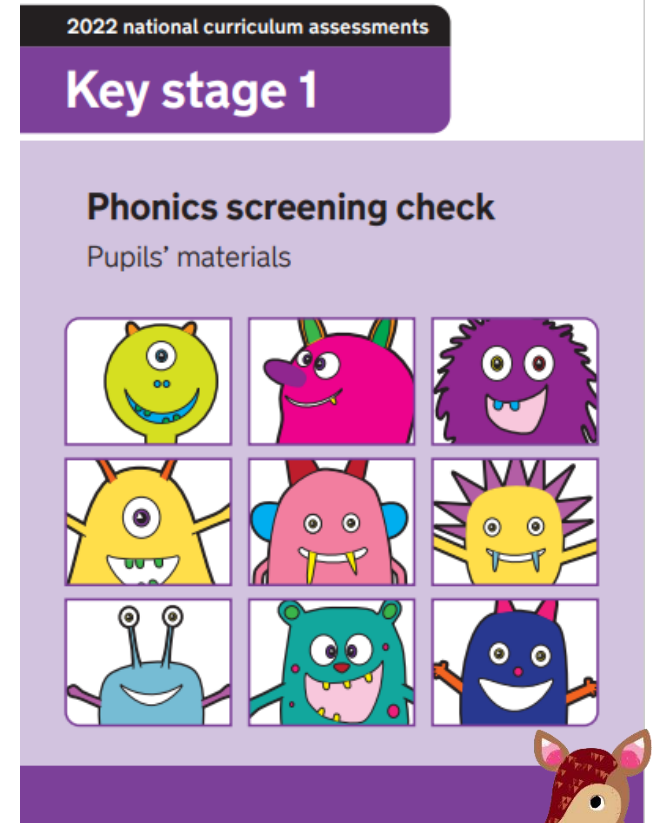 2022 national curriculum assessments
Key stage 1
Phonics screening check
Pupils’ materials